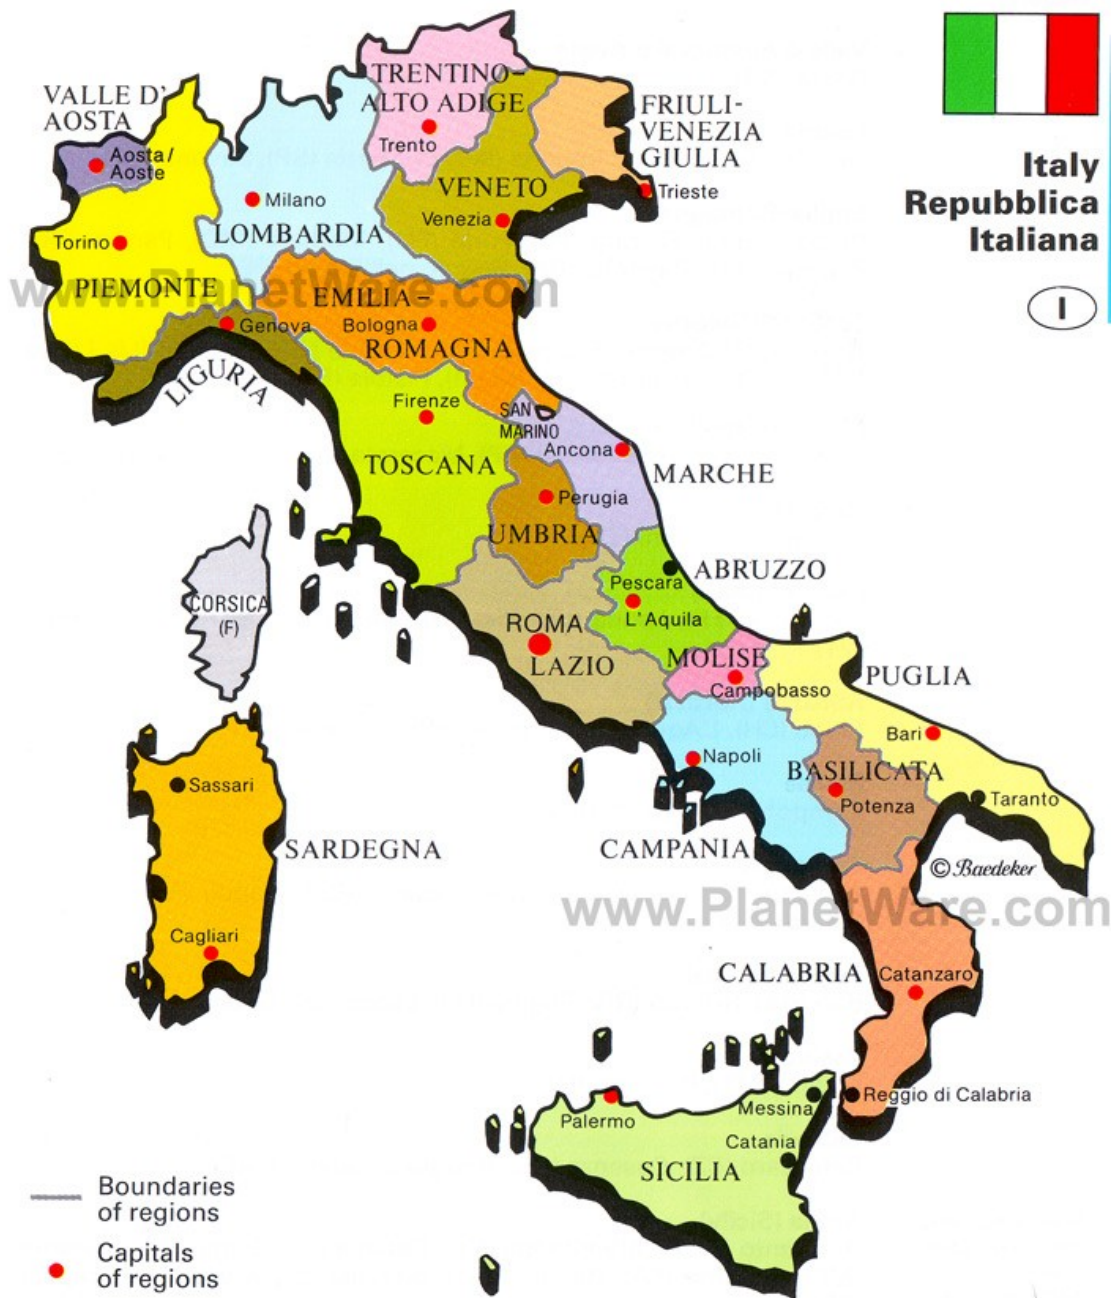 TRENTINO-
ALTO ADIGE
Trento
VALLE D'
AOSTA
Aosta/
Aoste
FRIULI-
VENEZIA
GIULIA
Trieste
Italy
Repubblica
Italiana
I
VENETO
Venezia
Milano
LOMBARDIA
Torino
PIEMONTE
www.PlanetWare.com
EMILIA-
ROMAGNA
Bologna
Genova
LIGURIA
Firenze
TOSCANA
SAN
MARINO
Ancona
MARCHE
Perugia
UMBRIA
ABRUZZO
Pescara
L'Aquila
CORSICA
(F)
ROMA
LAZIO
MOLISE
Campobasso
PUGLIA
Bari
Napoli
BASILICATA
Potenza
Taranto
Sassari
SARDEGNA
CAMPANIA
© Baedeker
www.PlanetWare.com
Cagliari
CALABRIA
Catanzaro
Reggio di Calabria
Messina
Palermo
Catania
SICILIA
Boundaries
of regions
Capitals
of regions